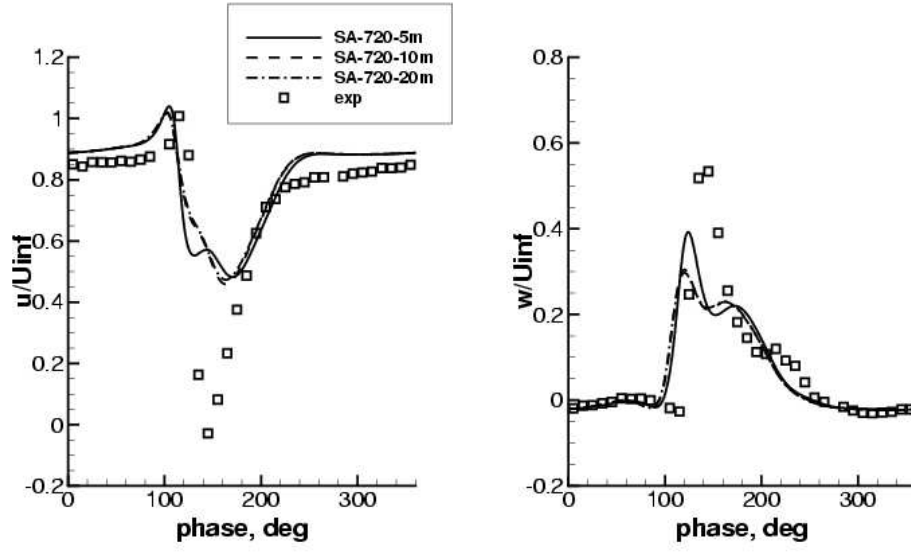 SA-720-5m
SA-720-10m
SA-720-20m
exp
1.2
1
0.8
0.6
0.4
0.2
0
-0.2
u/Uinf
0 100 200 300
phase, deg
0.8
0.6
0.4
0.2
0
-0.2
w/Uinf
0 100 200 300
phase, deg